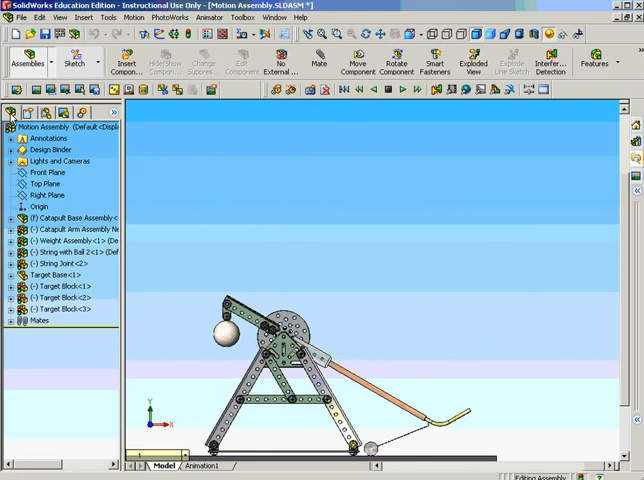 SolidWorks Education Edition - Instructional Use Only - [Motion Assembly.SLDASM]
File Edit View Insert Tools Motion PhotoWorks Animator Toolbox Window Help
Assemblies Sketch Insert Compon... Hide/Show Compon... Change Suppres... Edit Component No External ... Mate Move Component Rotate Component Smart Fasteners Exploded View Explode Line Sketch Interfer... Detection Features
Motion Assembly (Default<Displa
Annotations
Design Binder
Lights and Cameras
Front Plane
Top Plane
Right Plane
Origin
(f) Catapult Base Assembly<
(-) Catapult Arm Assembly Ne
(-) Weight Assembly<1> (De
(-) String with Ball 2<1> (Def
(-) String Joint<2>
Target Base<1>
(-) Target Block<1>
(-) Target Block<2>
(-) Target Block<3>
Mates
Y
X
Model Animation1
Editing Assembly